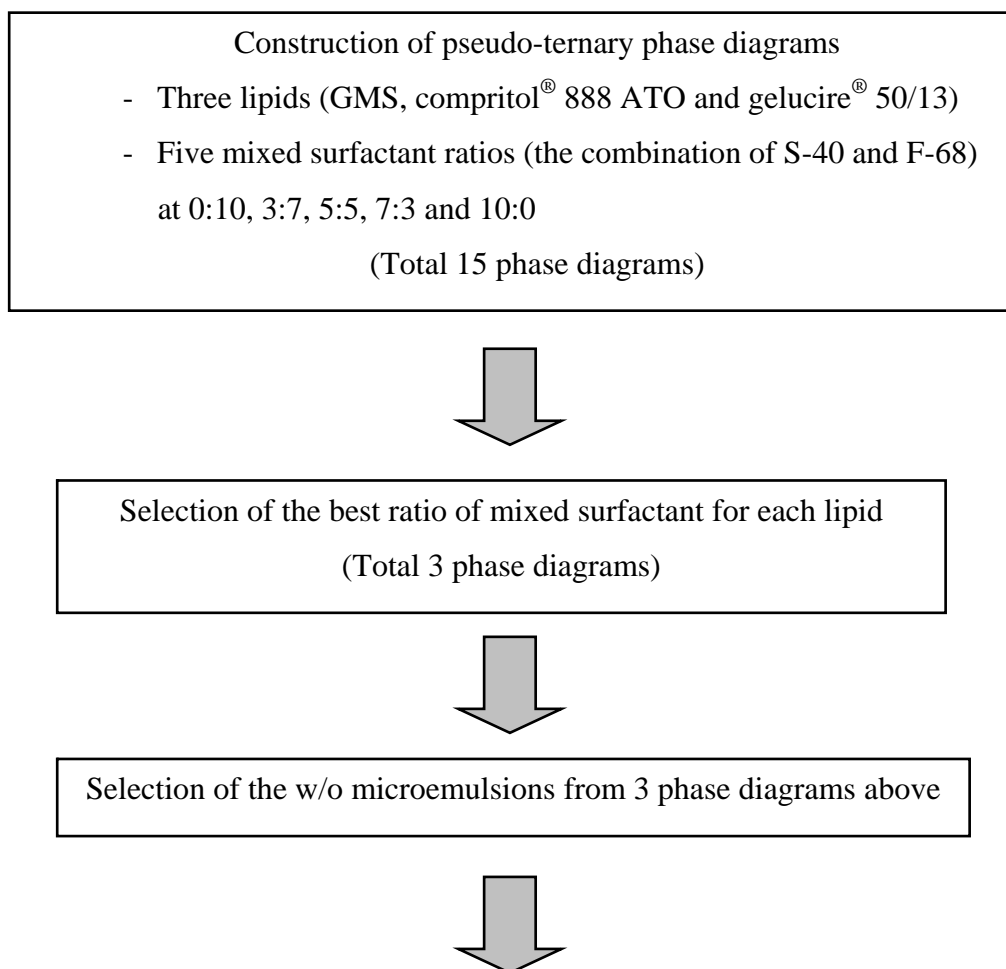 Construction of pseudo-ternary phase diagrams
- Three lipids (GMS, compritol® 888 ATO and gelucire® 50/13)
- Five mixed surfactant ratios (the combination of S-40 and F-68)
at 0:10, 3:7, 5:5, 7:3 and 10:0
(Total 15 phase diagrams)
Selection of the best ratio of mixed surfactant for each lipid
(Total 3 phase diagrams)
Selection of the w/o microemulsions from 3 phase diagrams above